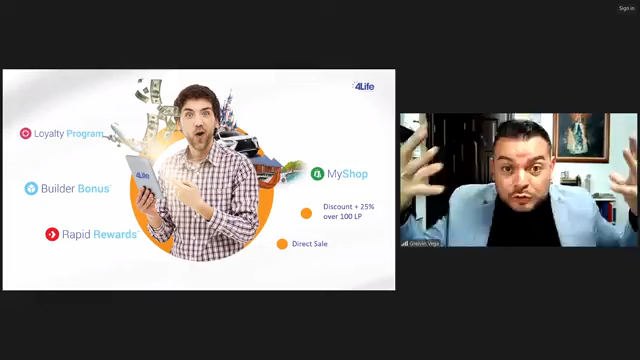 Sign in
4Life
Loyalty Program
Builder Bonus
Rapid Rewards
4Life
MyShop
Discount + 25%
over 100 LP
Direct Sale
Greivin Vega